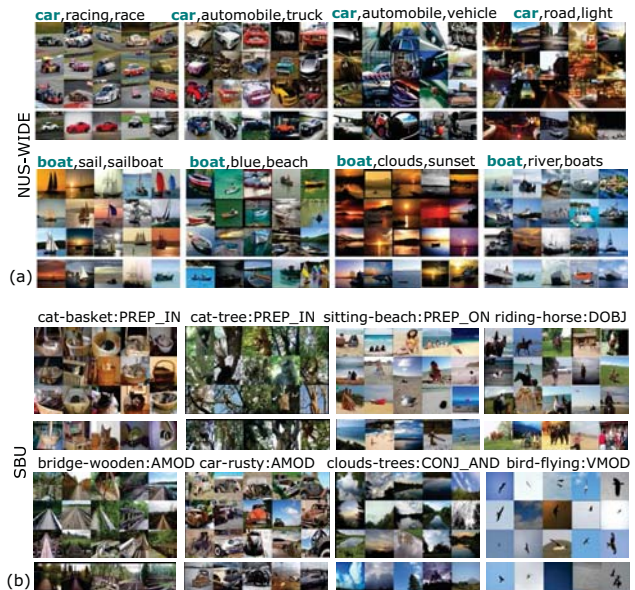 car,racing,race
car,automobile,truck
car,automobile,vehicle
car,road,light
NUS-WIDE
boat,sail,sailboat
boat,blue,beach
boat,clouds,sunset
boat,river,boats
(a)
cat-basket:PREP_IN
cat-tree:PREP_IN
sitting-beach:PREP_ON
riding-horse:DOBJ
SBU
bridge-wooden:AMOD
car-rusty:AMOD
clouds-trees:CONJ_AND
bird-flying:VMOD
(b)